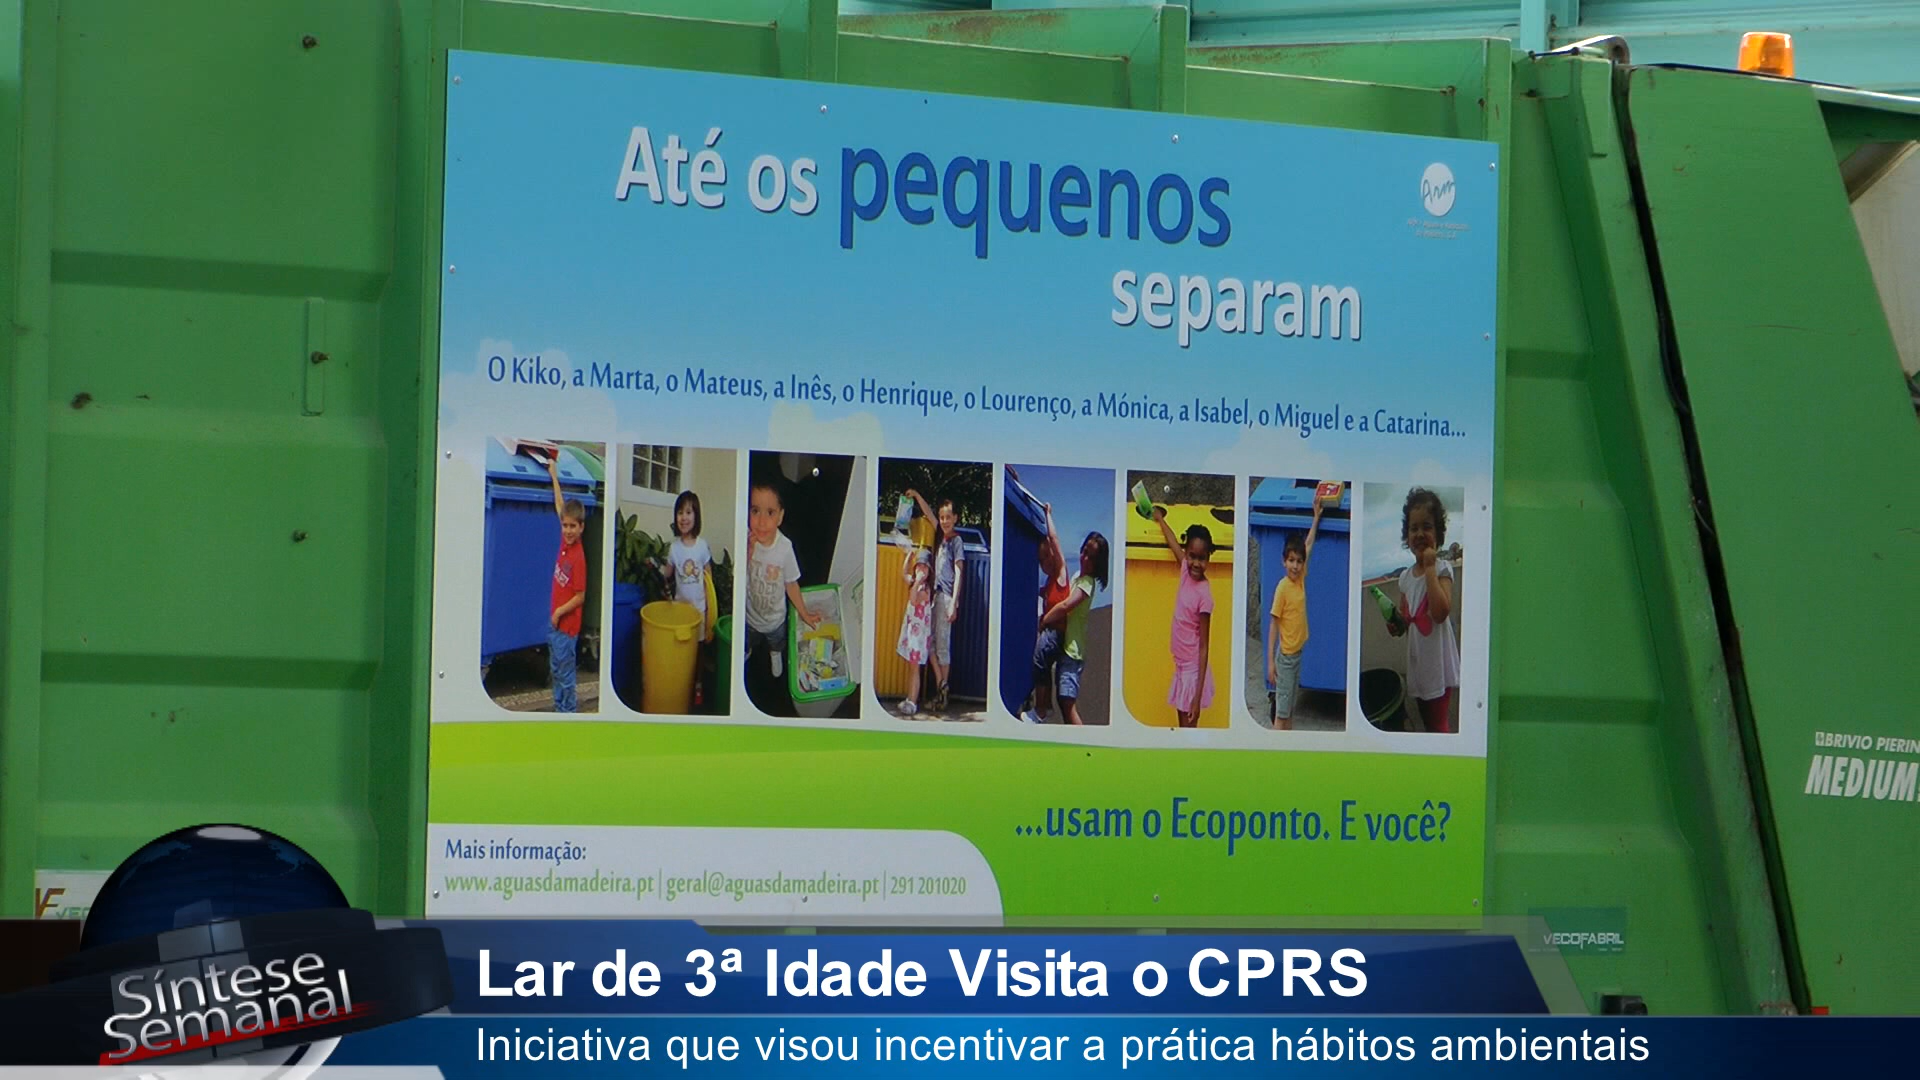 Até os pequenos
separam
O Kiko, a Marta, o Mateus, a Inês, o Henrique, o Lourenço, a Mónica, a Isabel, o Miguel e a Catarina...
...usam o Ecoponto. E você?
Mais informação:
www.aguasdamadeira.pt | geral@aguasdamadeira.pt | 291 201020
BRIVIO PIERIN
MEDIUM
VECOFABRIL
Síntese
Semanal
Lar de 3ª Idade Visita o CPRS
Iniciativa que visou incentivar a prática hábitos ambientais